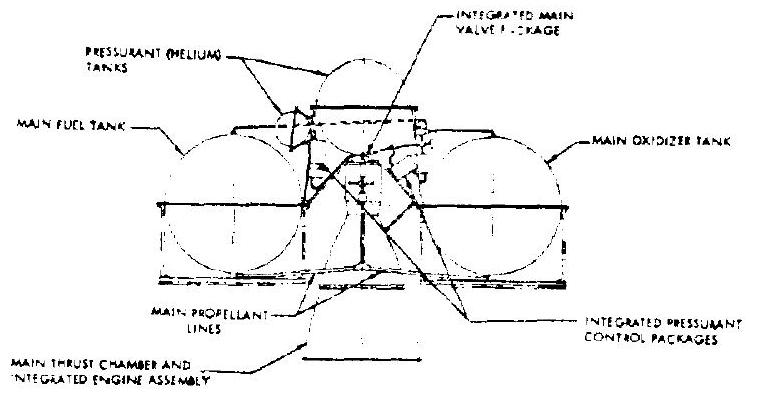 INTEGRATED MAIN
VALVE PACKAGE
PRESSURANT (HELIUM)
TANKS
MAIN FUEL TANK
MAIN OXIDIZER TANK
MAIN PROPELLANT
LINES
INTEGRATED PRESSURANT
CONTROL PACKAGES
MAIN THRUST CHAMBER AND
INTEGRATED ENGINE ASSEMBLY